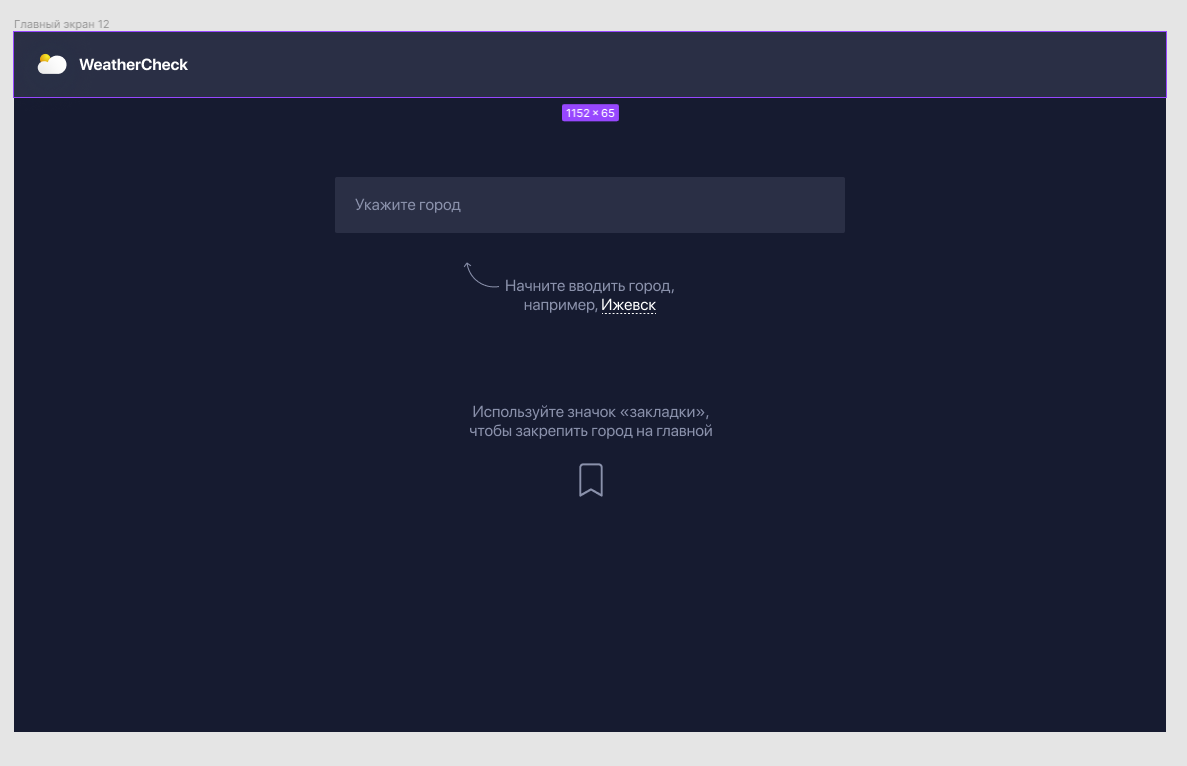 Главный экран 12
WeatherCheck
1152 × 65
Укажите город
Начните вводить город,
например, Ижевск
Используйте значок «закладки»,
чтобы закрепить город на главной